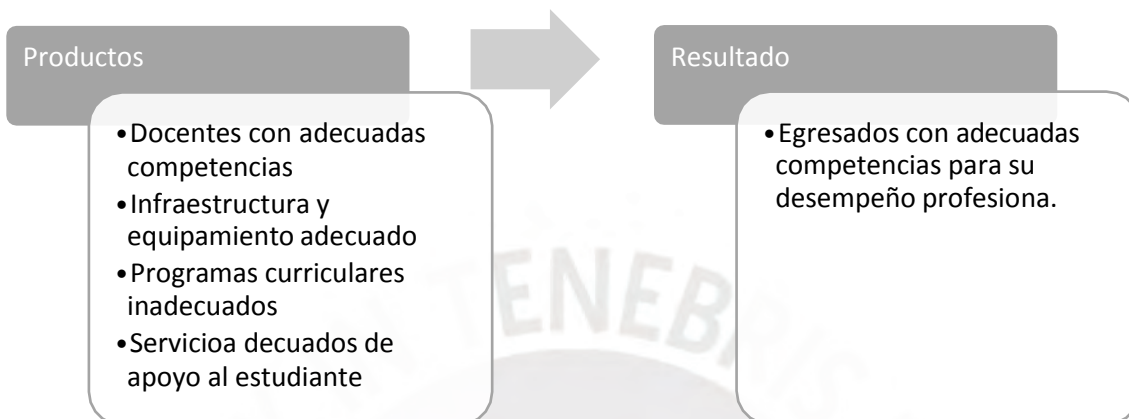 Productos
•Docentes con adecuadas
competencias
•Infraestructura y
equipamiento adecuado
•Programas curriculares
inadecuados
•Servicioa decuados de
apoyo al estudiante
Resultado
•Egresados con adecuadas
competencias para su
desempeño profesiona.
TENEB